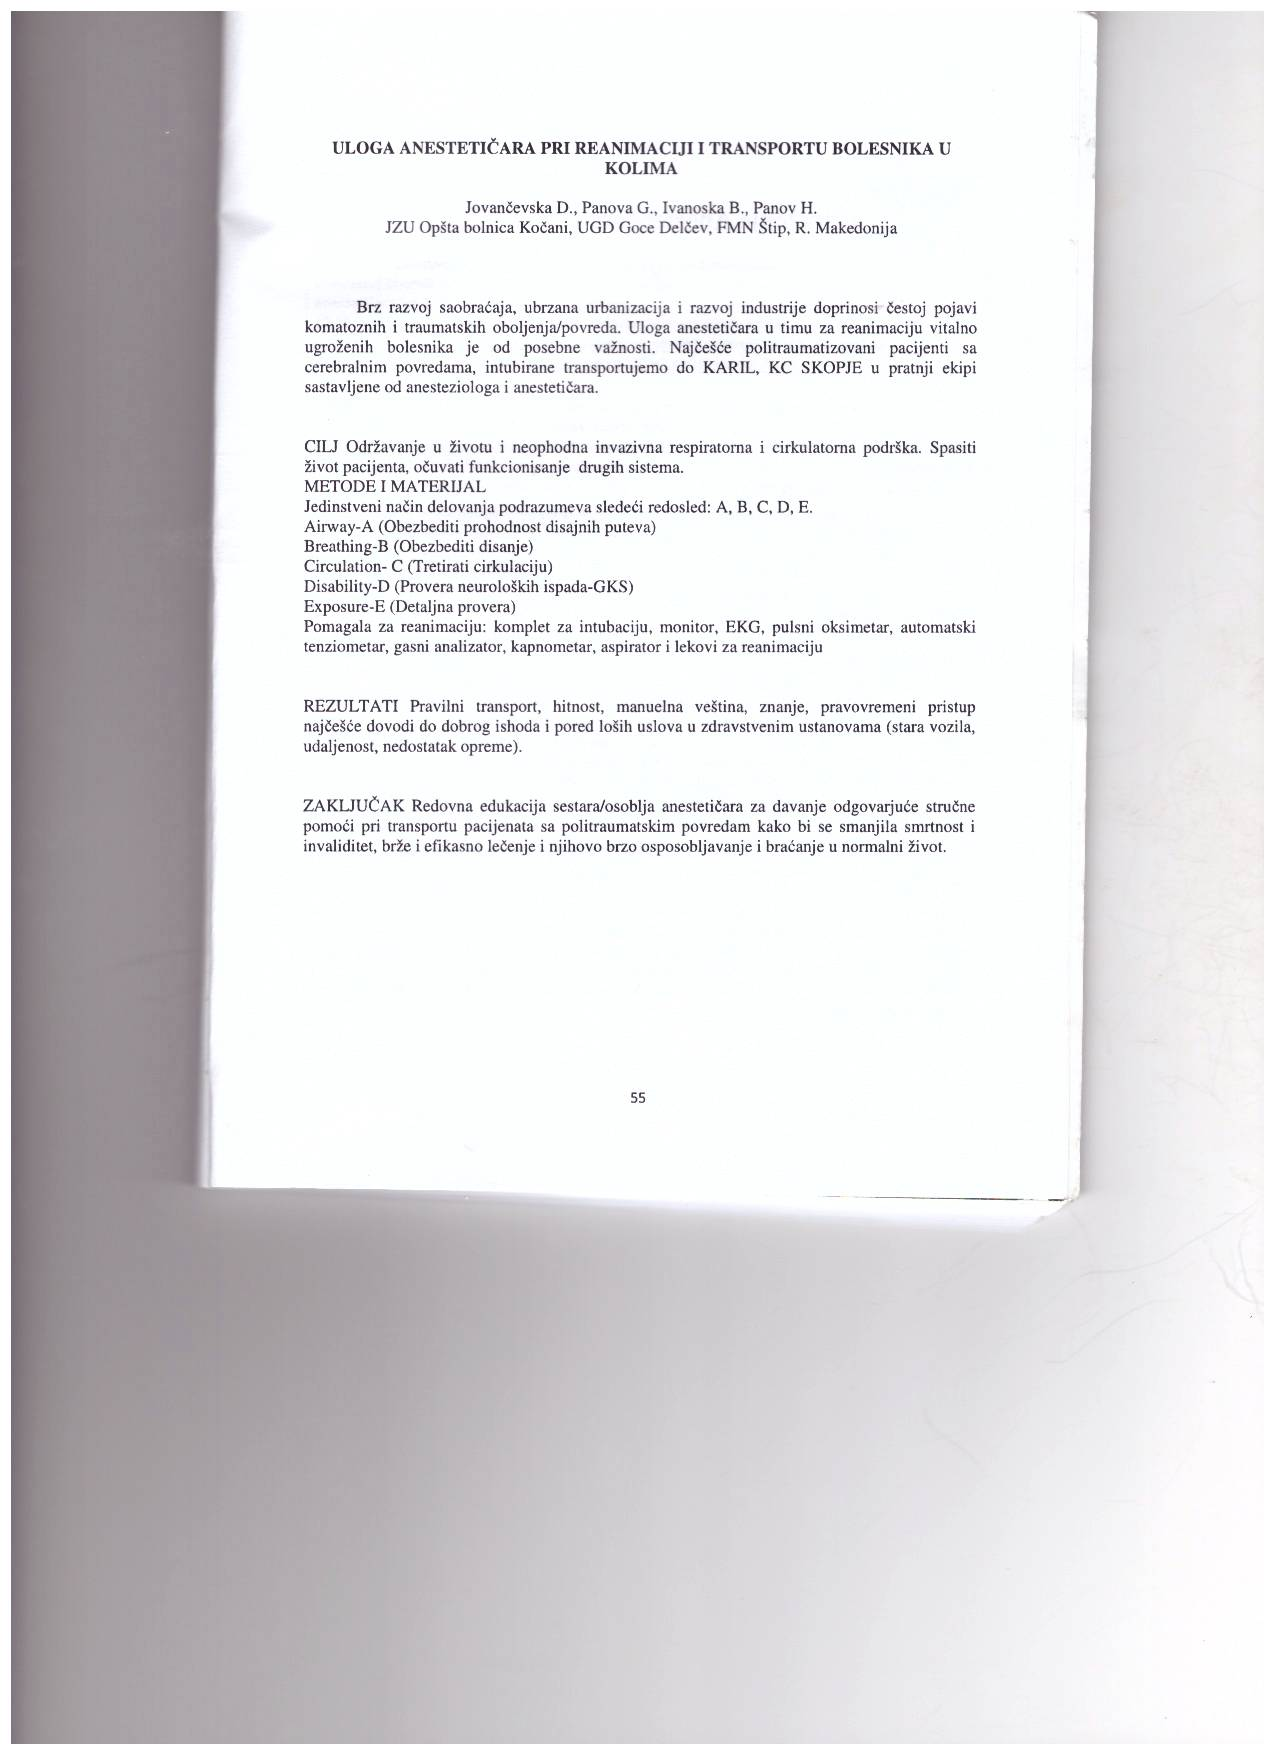 ULOGA ANESTETIČARA PRI REANIMACIJI I TRANSPORTU BOLESNIKA U
KOLIMA
Jovančevska D., Panova G., Ivanoska B., Panov H.
JZU Opšta bolnica Kočani, UGD Goce Delčev, FMN Štip, R. Makedonija
Brz razvoj saobraćaja, ubrzana urbanizacija i razvoj industrije doprinosi čestoj pojavi
komatoznih i traumatskih oboljenja/povreda. Uloga anestetičara u timu za reanimaciju vitalno
ugroženih bolesnika je od posebne važnosti. Najčešće politraumatizovani pacijenti sa
cerebralnim povredama, intubirane transportujemo do KARIL, KC SKOPJE u pratnji ekipi
sastavljene od anesteziologa i anestetičara.
CILJ Održavanje u životu i neophodna invazivna respiratorna i cirkulatorna podrška. Spasiti
život pacijenta, očuvati funkcionisanje drugih sistema.
METODE I MATERIJAL
Jedinstveni način delovanja podrazumeva sledeći redosled: A, B, C, D, E.
Airway-A (Obezbediti prohodnost disajnih puteva)
Breathing-B (Obezbediti disanje)
Circulation- C (Tretirati cirkulaciju)
Disability-D (Provera neuroloških ispada-GKS)
Exposure-E (Detaljna provera)
Pomagala za reanimaciju: komplet za intubaciju, monitor, EKG, pulsni oksimetar, automatski
tenziometar, gasni analizator, kapnometar, aspirator i lekovi za reanimaciju
REZULTATI Pravilni transport, hitnost, manuelna veština, znanje, pravovremeni pristup
najčešće dovodi do dobrog ishoda i pored loših uslova u zdravstvenim ustanovama (stara vozila,
udaljenost, nedostatak opreme).
ZAKLJUČAK Redovna edukacija sestara/osoblja anestetičara za davanje odgovarjuće stručne
pomoći pri transportu pacijenata sa politraumatskim povredam kako bi se smanjila smrtnost i
invaliditet, brže i efikasno lečenje i njihovo brzo osposobljavanje i braćanje u normalni život.
55